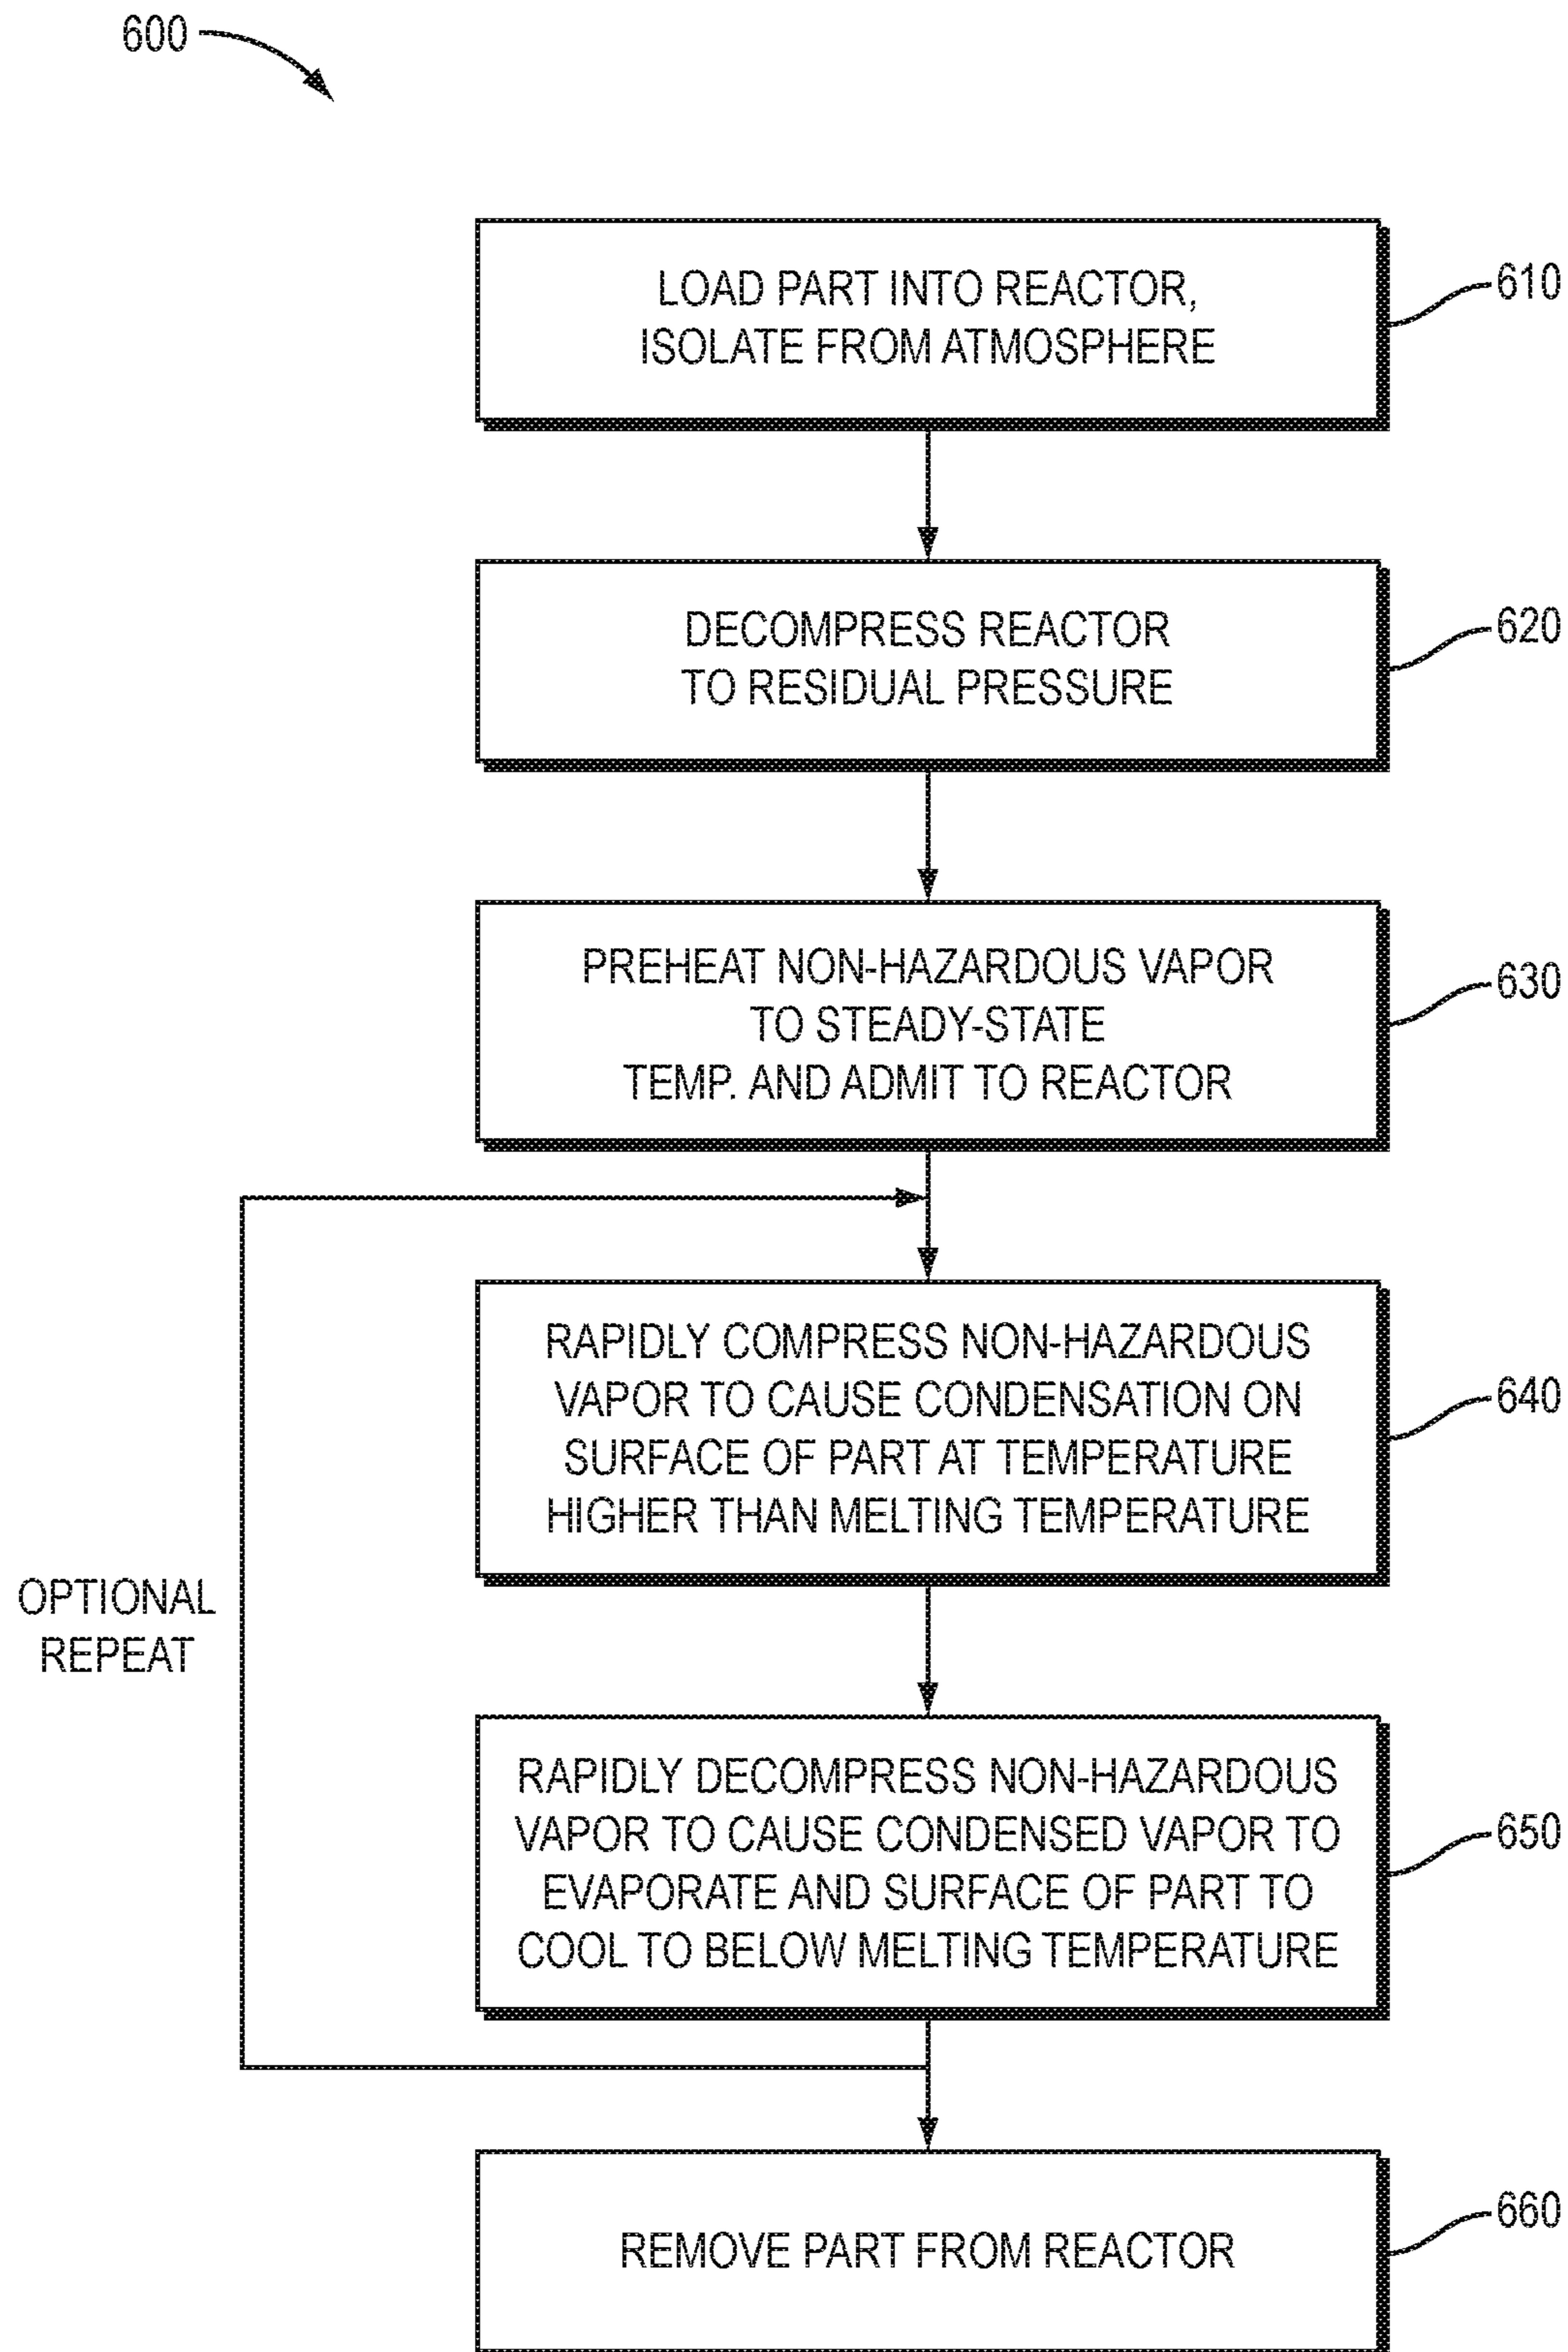 600
LOAD PART INTO REACTOR,
ISOLATE FROM ATMOSPHERE
610
DECOMPRESS REACTOR
TO RESIDUAL PRESSURE
620
PREHEAT NON-HAZARDOUS VAPOR
TO STEADY-STATE
TEMP. AND ADMIT TO REACTOR
630
RAPIDLY COMPRESS NON-HAZARDOUS
VAPOR TO CAUSE CONDENSATION ON
SURFACE OF PART AT TEMPERATURE
HIGHER THAN MELTING TEMPERATURE
640
OPTIONAL
REPEAT
RAPIDLY DECOMPRESS NON-HAZARDOUS
VAPOR TO CAUSE CONDENSED VAPOR TO
EVAPORATE AND SURFACE OF PART TO
COOL TO BELOW MELTING TEMPERATURE
650
REMOVE PART FROM REACTOR
660